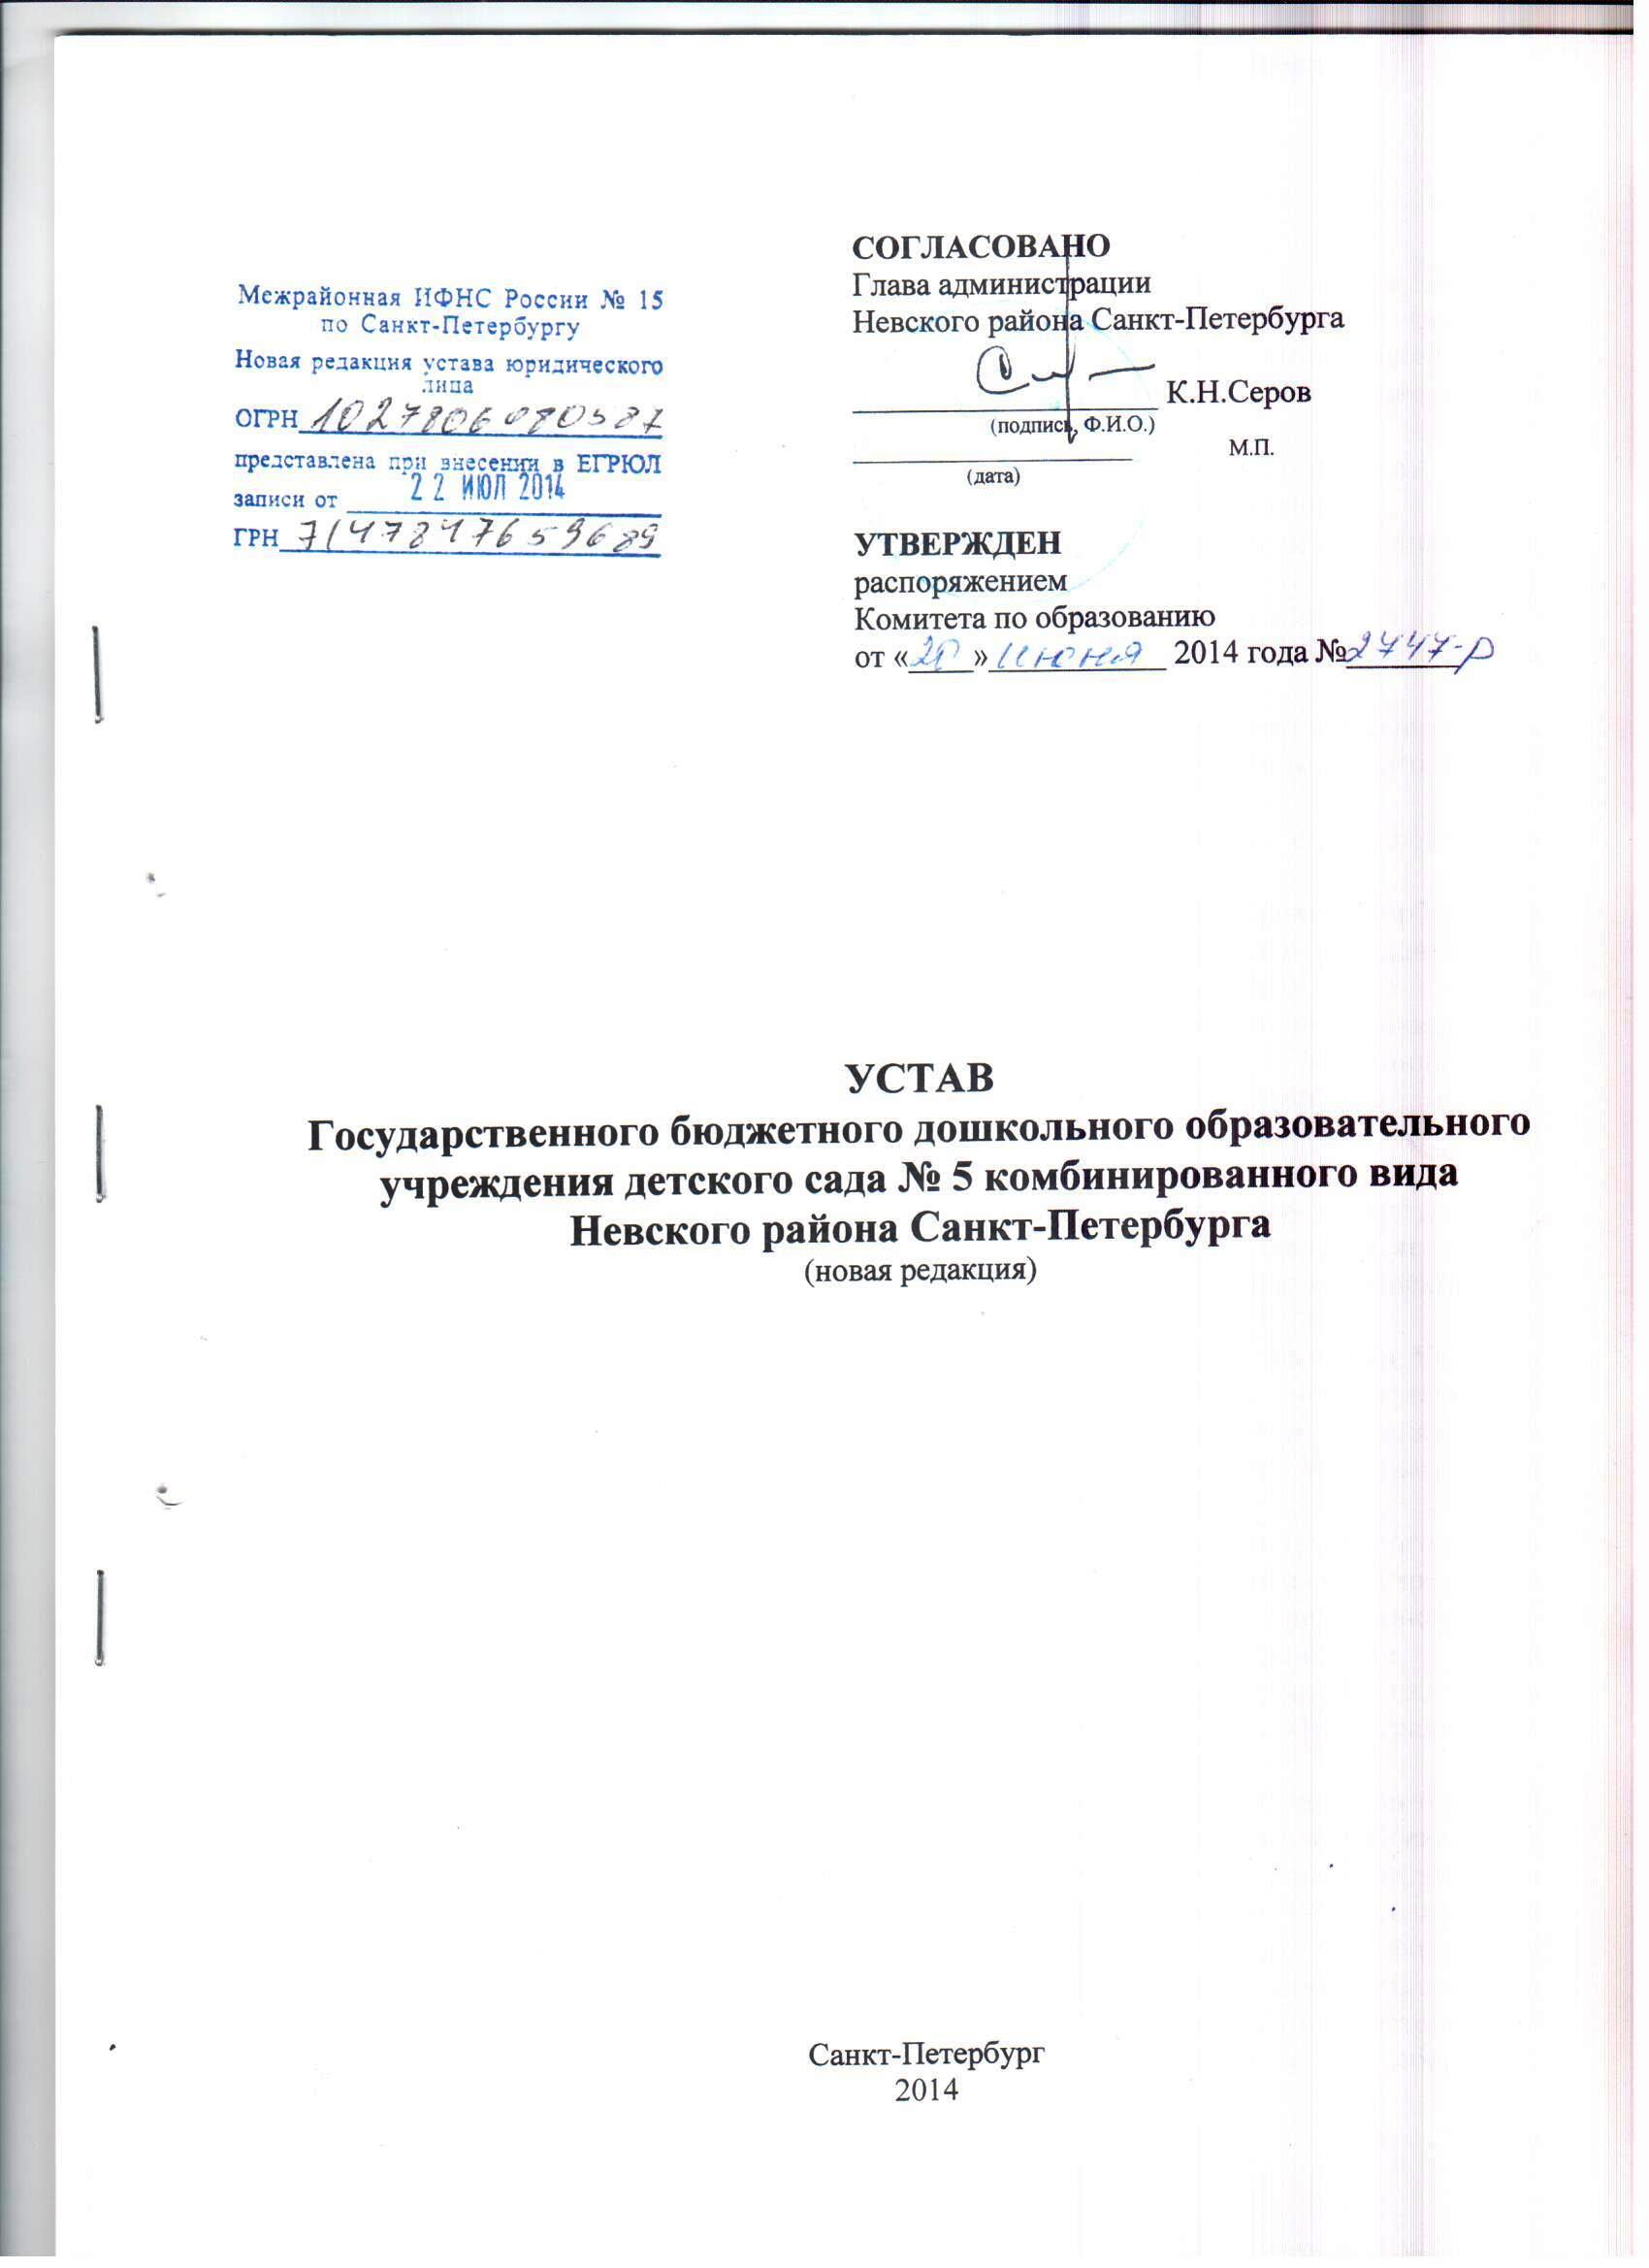 Межрайонная ИФНС России № 15
по Санкт-Петербургу
Новая редакция устава юридического
лица
ОГРН 1027806080587
представлена при внесении в ЕГРЮЛ
записи от 22 ИЮЛ 2014
ГРН 7147847659689
СОГЛАСОВАНО
Глава администрации
Невского района Санкт-Петербурга
К.Н.Серов
(подпись, Ф.И.О.)
М.П.
(дата)
УТВЕРЖДЕН
распоряжением
Комитета по образованию
от « » июня 2014 года № 2747-р
УСТАВ
Государственного бюджетного дошкольного образовательного
учреждения детского сада № 5 комбинированного вида
Невского района Санкт-Петербурга
(новая редакция)
Санкт-Петербург
2014